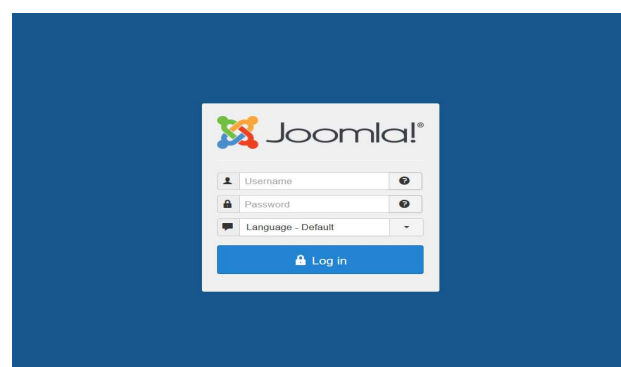 Joomla!®
Username
Password
Language - Default
Log in